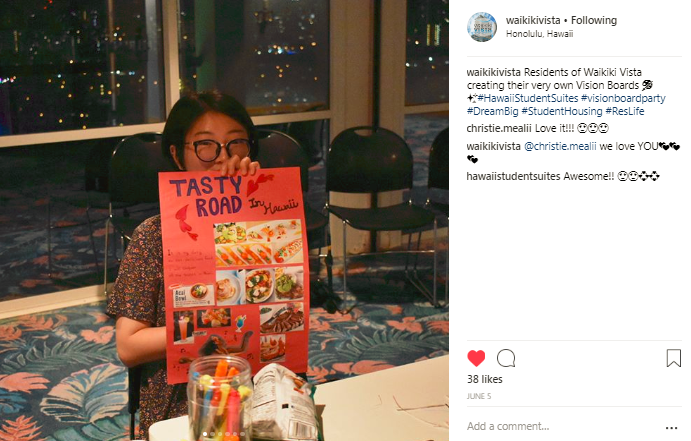 TASTY
ROAD
In Hawaii
Acai
Bowl
waikikivista • Following
Honolulu, Hawaii
waikikivista Residents of Waikiki Vista
creating their very own Vision Boards
#HawaiiStudentSuites #visionboardparty
#DreamBig #StudentHousing #ResLife
christie.mealii Love it!!!
waikikivista @christie.mealii we love YOU
hawaiistudentsuites Awesome!!
38 likes
JUNE 5
Add a comment...